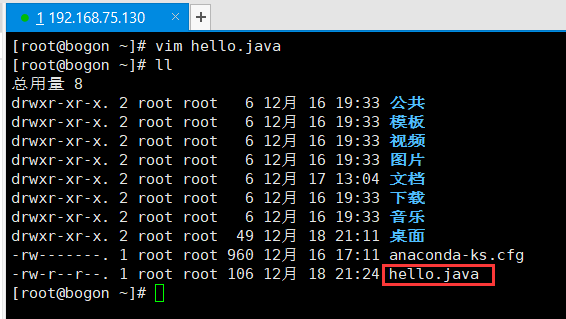 1 192.168.75.130 × +
[root@bogon ~]# vim hello.java
[root@bogon ~]# ll
总用量 8
drwxr-xr-x. 2 root root   6 12月 16 19:33 公共
drwxr-xr-x. 2 root root   6 12月 16 19:33 模板
drwxr-xr-x. 2 root root   6 12月 16 19:33 视频
drwxr-xr-x. 2 root root   6 12月 16 19:33 图片
drwxr-xr-x. 2 root root   6 12月 17 13:04 文档
drwxr-xr-x. 2 root root   6 12月 16 19:33 下载
drwxr-xr-x. 2 root root   6 12月 16 19:33 音乐
drwxr-xr-x. 2 root root  49 12月 18 21:11 桌面
-rw-------. 1 root root 960 12月 16 17:11 anaconda-ks.cfg
-rw-r--r--. 1 root root 106 12月 18 21:24 hello.java
[root@bogon ~]#